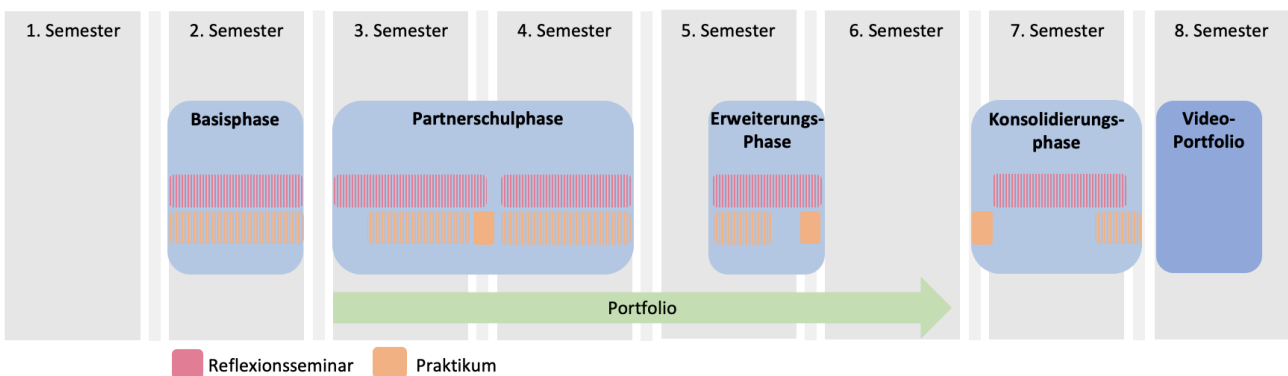 1. Semester
2. Semester
3. Semester
4. Semester
5. Semester
6. Semester
7. Semester
8. Semester
Basisphase
Partnerschulphase
Erweiterungs-
Phase
Konsolidierungs-
phase
Video-
Portfolio
Portfolio
Reflexionsseminar
Praktikum